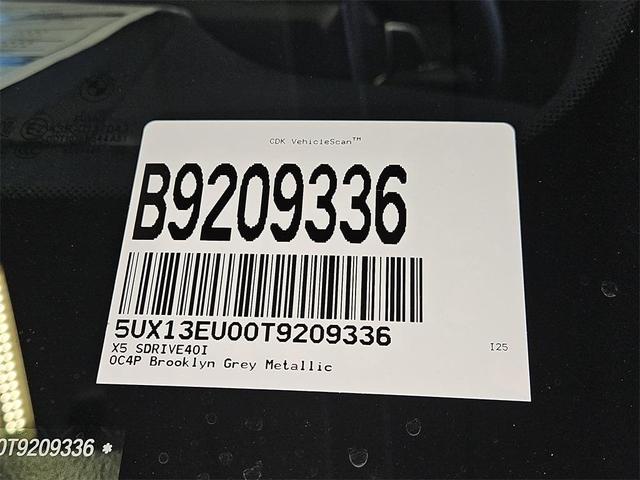 CDK VehicleScan™
B9209336
5UX13EU00T9209336
X5 SDRIVE40I
I25
0C4P Brooklyn Grey Metallic
0T9209336 ✽